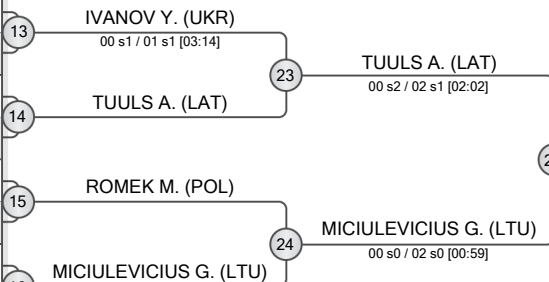 13
IVANOV Y. (UKR)
00 s1 / 01 s1 [03:14]
23
TUULS A. (LAT)
00 s2 / 02 s1 [02:02]
14
TUULS A. (LAT)
15
ROMEK M. (POL)
24
MICIULEVICIUS G. (LTU)
00 s0 / 02 s0 [00:59]
MICIULEVICIUS G. (LTU)